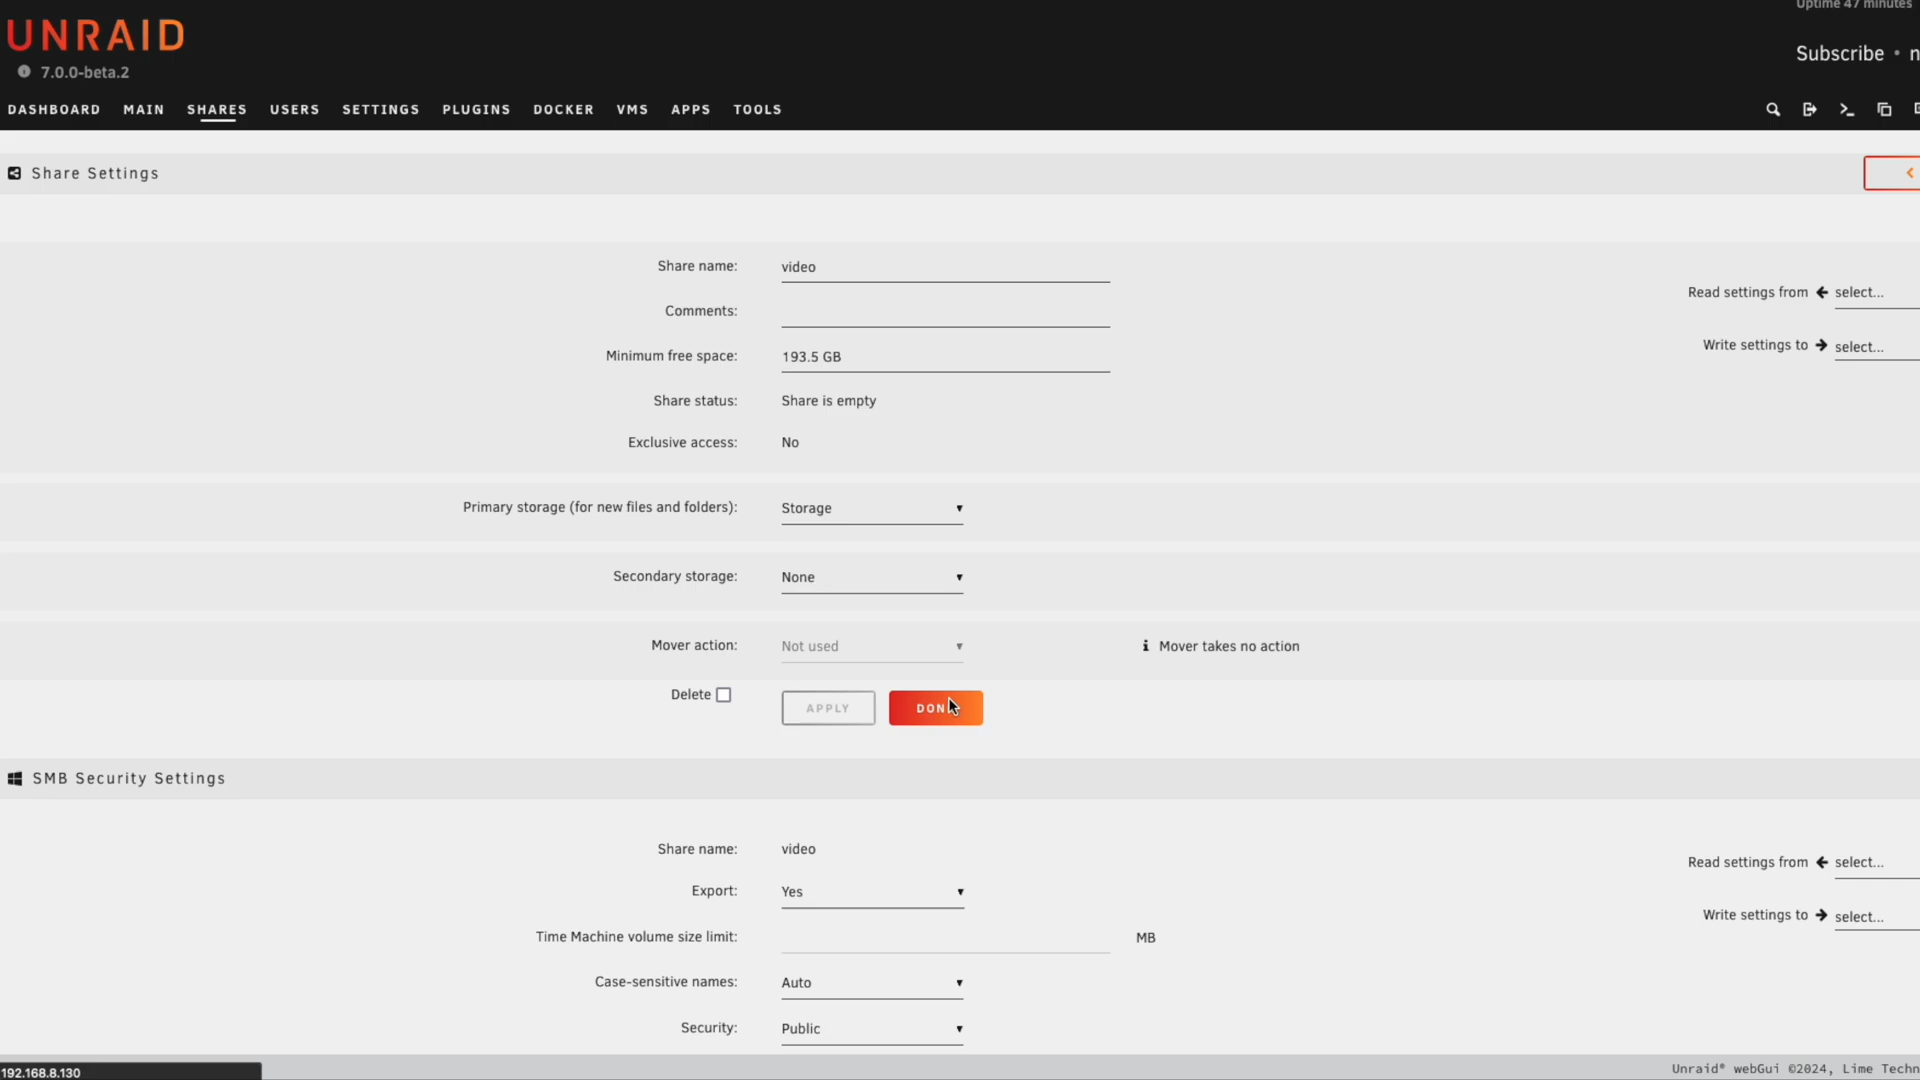 Uptime 47 minutes
UNRAID
7.0.0-beta.2
Subscribe •
DASHBOARD MAIN SHARES USERS SETTINGS PLUGINS DOCKER VMS APPS TOOLS
Share Settings
Share name: video
Comments:
Read settings from select...
Minimum free space: 193.5 GB
Write settings to select...
Share status: Share is empty
Exclusive access: No
Primary storage (for new files and folders): Storage
Secondary storage: None
Mover action: Not used
Mover takes no action
Delete
APPLY
DONE
SMB Security Settings
Share name: video
Read settings from select...
Export: Yes
Write settings to select...
Time Machine volume size limit: MB
Case-sensitive names: Auto
Security: Public
192.168.8.130
Unraid® webGui ©2024, Lime Techn